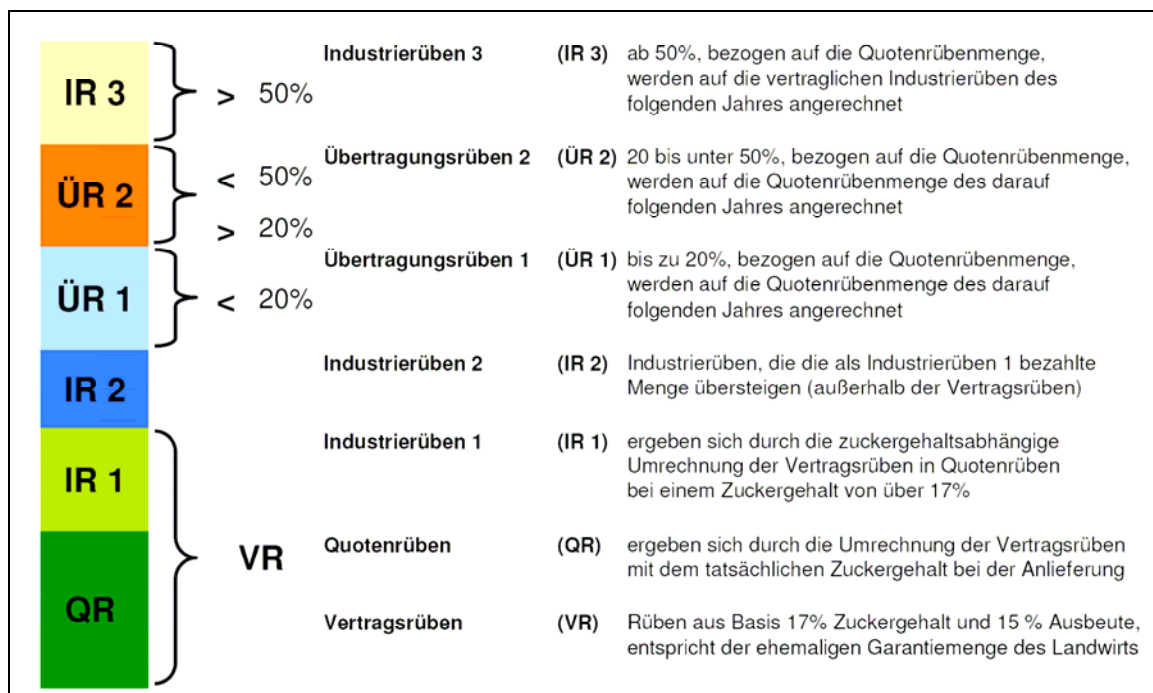 IR 3
> 50%
Industrierüben 3 (IR 3) ab 50%, bezogen auf die Quotenrübenmenge,
werden auf die vertraglichen Industrierüben des
folgenden Jahres angerechnet
ÜR 2
< 50%
> 20%
Übertragungsrüben 2 (ÜR 2) 20 bis unter 50%, bezogen auf die Quotenrübenmenge,
werden auf die Quotenrübenmenge des darauf
folgenden Jahres angerechnet
ÜR 1
< 20%
Übertragungsrüben 1 (ÜR 1) bis zu 20%, bezogen auf die Quotenrübenmenge,
werden auf die Quotenrübenmenge des darauf
folgenden Jahres angerechnet
IR 2
Industrierüben 2 (IR 2) Industrierüben, die die als Industrierüben 1 bezahlte
Menge übersteigen (außerhalb der Vertragsrüben)
IR 1
Industrierüben 1 (IR 1) ergeben sich durch die zuckergehaltsabhängige
Umrechnung der Vertragsrüben in Quotenrüben
bei einem Zuckergehalt von über 17%
QR
VR
Quotenrüben (QR) ergeben sich durch die Umrechnung der Vertragsrüben
mit dem tatsächlichen Zuckergehalt bei der Anlieferung
Vertragsrüben (VR) Rüben aus Basis 17% Zuckergehalt und 15 % Ausbeute,
entspricht der ehemaligen Garantiemenge des Landwirts